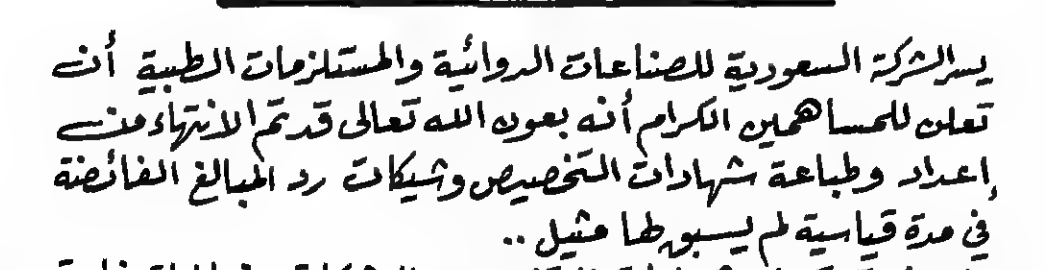 يسر الشركة السعودية للصناعات الدوائية والمستلزمات الطبية أن
تعلن للمساهمين الكرام أنه بعون الله تعالى قد تم الانتهاء من
إعداد وطباعة شهادات التخصيص وشيكات رد المبالغ الفائضة
في مدة قياسية لم يسبق لها مثيل ..